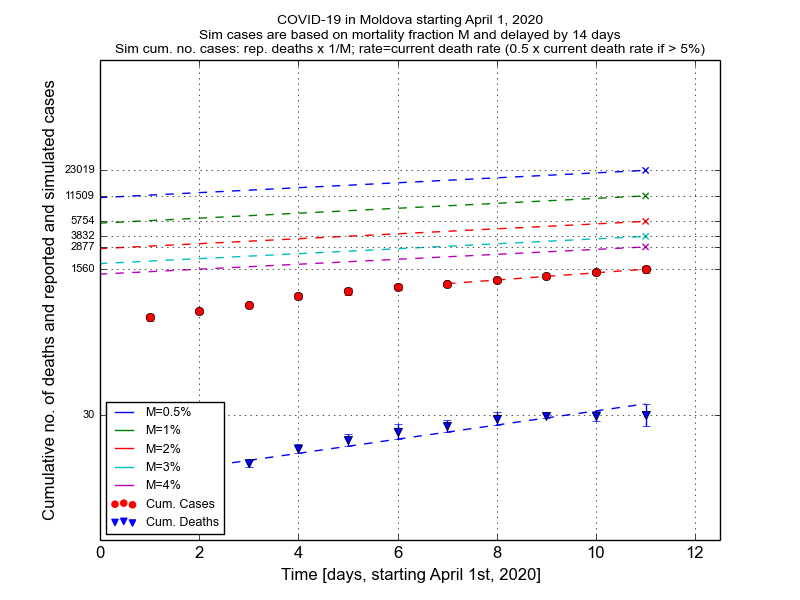 COVID-19 in Moldova starting April 1, 2020
Sim cases are based on mortality fraction M and delayed by 14 days
Sim cum. no. cases: rep. deaths x 1/M; rate=current death rate (0.5 x current death rate if > 5%)
Cumulative no. of deaths and reported and simulated cases
23019
11509
5754
3832
2877
1560
30
M=0.5%
M=1%
M=2%
M=3%
M=4%
Cum. Cases
Cum. Deaths
0 2 4 6 8 10 12
Time [days, starting April 1st, 2020]